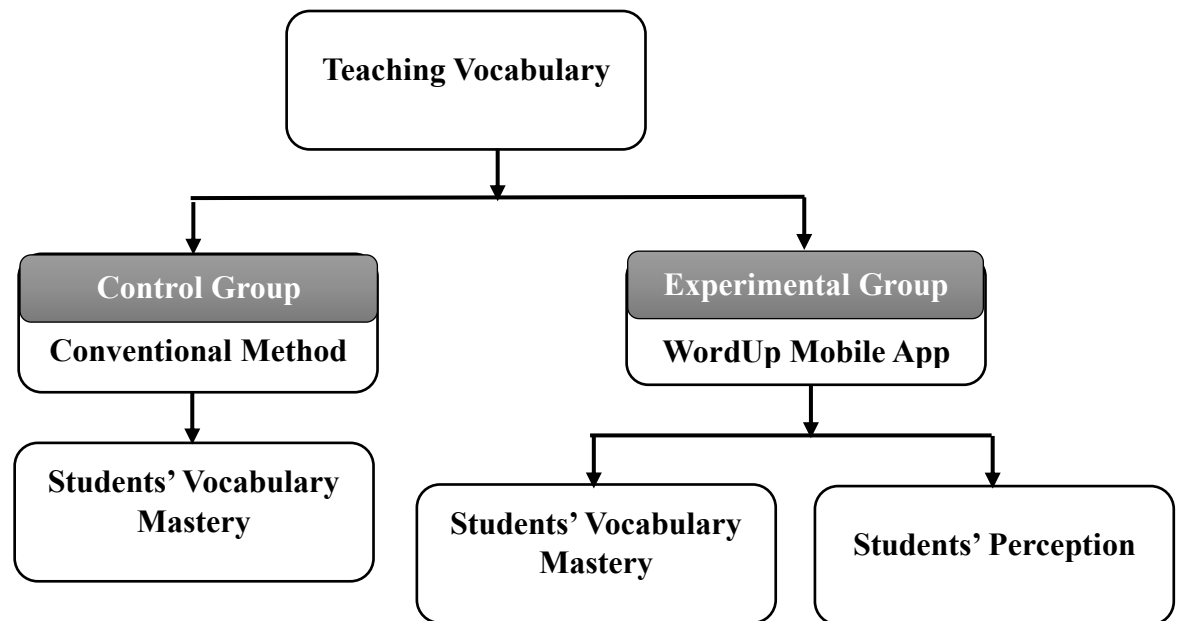 Teaching Vocabulary
Control Group
Conventional Method
Experimental Group
WordUp Mobile App
Students’ Vocabulary
Mastery
Students’ Vocabulary
Mastery
Students’ Perception